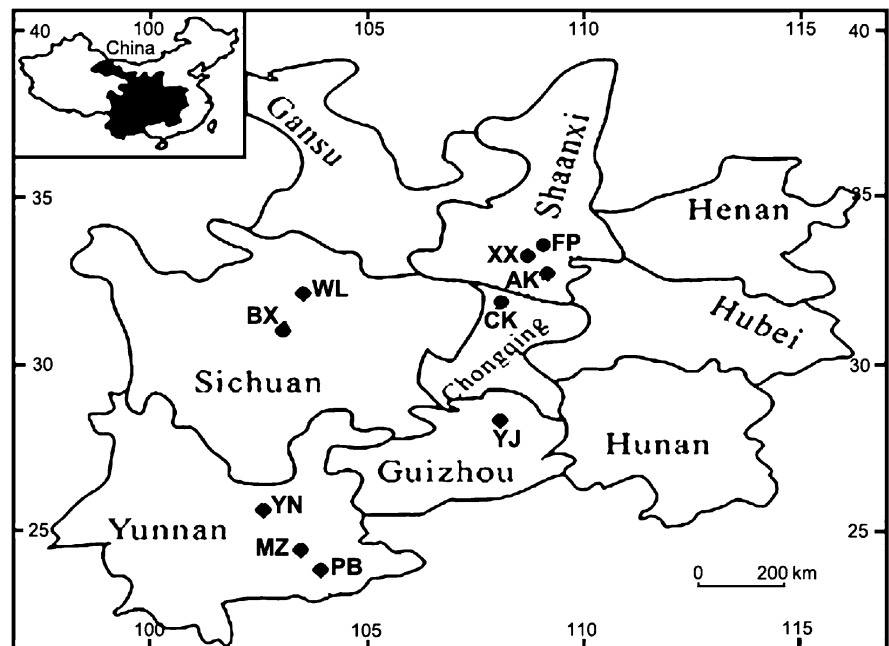 100
105
110
115
40
40
China
Gansu
Shaanxi
35
35
Henan
FP
XX
AK
WL
BX
CK
Hubei
30
30
Chongqing
Sichuan
YJ
Hunan
Guizhou
YN
Yunnan
25
25
MZ
PB
0 200 km
100
105
110
115